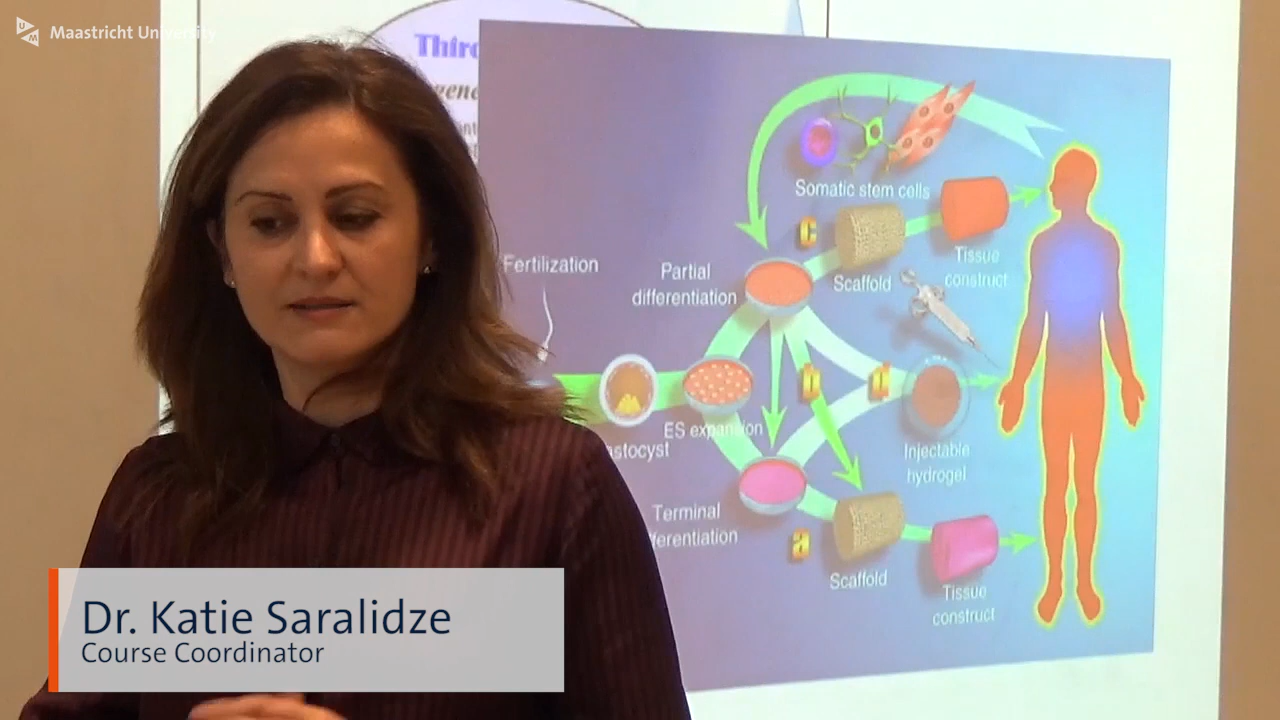 Maastricht University
Somatic stem cells
c
Tissue
construct
Scaffold
Fertilization
Partial
differentiation
b
d
ES expansion
Injectable
hydrogel
Terminal
a
Scaffold
Tissue
construct
Dr. Katie Saralidze
Course Coordinator